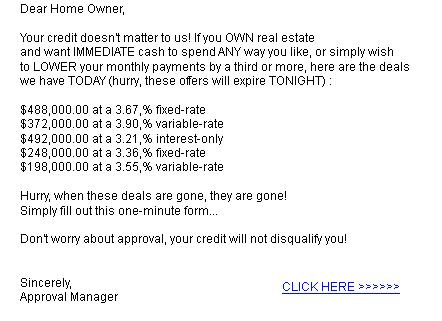 Dear Home Owner,
Your credit doesn't matter to us! If you OWN real estate
and want IMMEDIATE cash to spend ANY way you like, or simply wish
to LOWER your monthly payments by a third or more, here are the deals
we have TODAY (hurry, these offers will expire TONIGHT) :
$488,000.00 at a 3.67,% fixed-rate
$372,000.00 at a 3.90,% variable-rate
$492,000.00 at a 3.21,% interest-only
$248,000.00 at a 3.36,% fixed-rate
$198,000.00 at a 3.55,% variable-rate
Hurry, when these deals are gone, they are gone!
Simply fill out this one-minute form...
Don't worry about approval, your credit will not disqualify you!
Sincerely,
Approval Manager
CLICK HERE >>>>>>